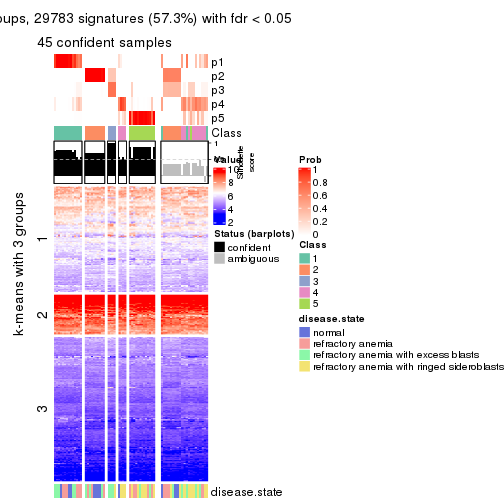 oups, 29783 signatures (57.3%) with fdr < 0.05
45 confident samples
p1
p2
p3
p4
p5
Class
1
Silhouette
score
k-means with 3 groups
1
2
3
disease.state
Value
10
8
6
4
2
Status (barplots)
confident
ambiguous
Prob
1
0.8
0.6
0.4
0.2
0
Class
1
2
3
4
5
disease.state
normal
refractory anemia
refractory anemia with excess blasts
refractory anemia with ringed sideroblasts